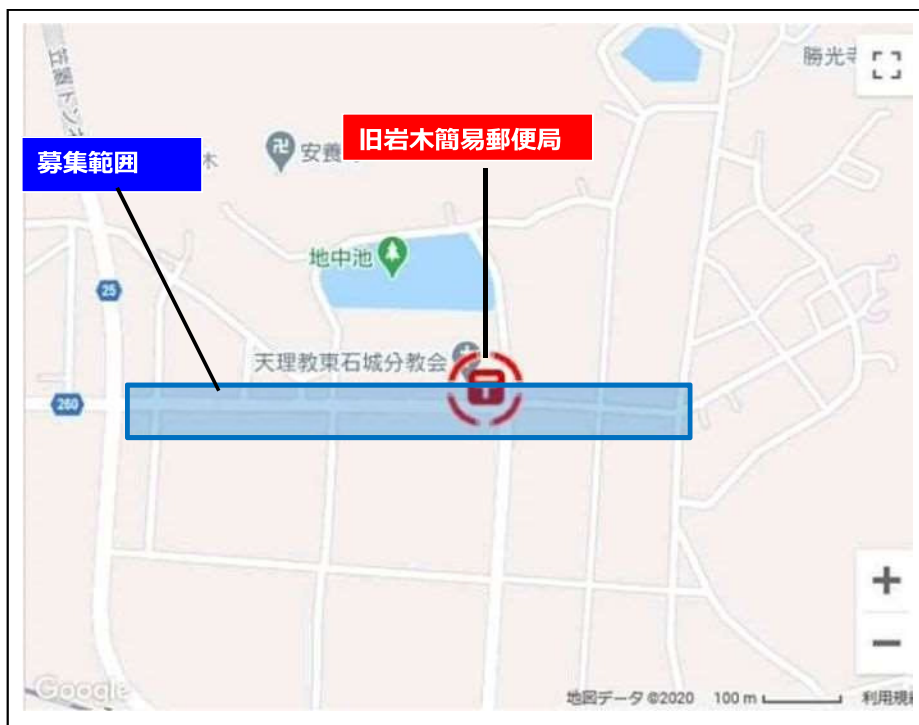 勝光寺
旧岩木簡易郵便局
募集範囲
木
安養
地中池
25
天理教東石城分教会
260
Google
地図データ ©2020
100 m
利用規